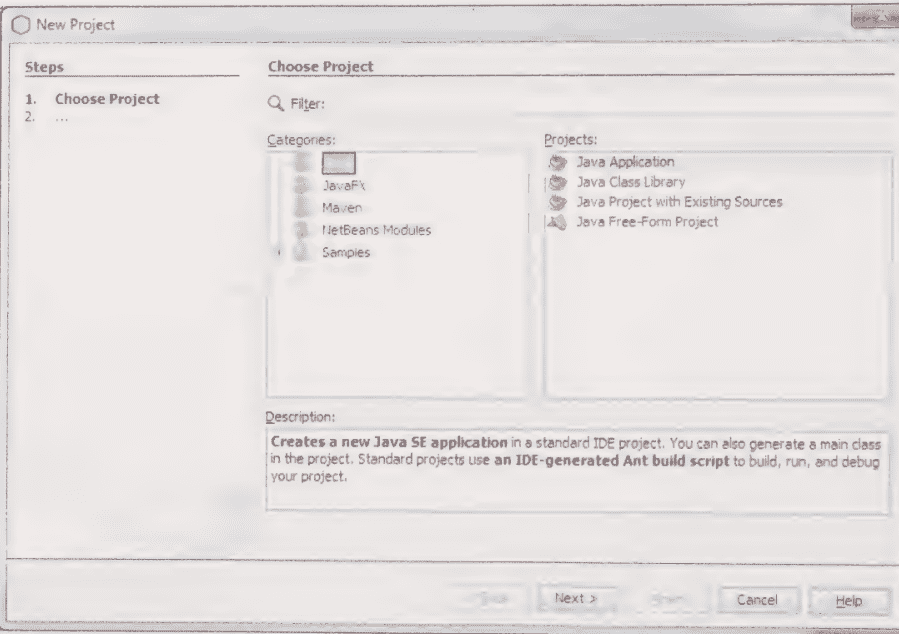 New Project
Steps
1. Choose Project
2. ...
Choose Project
Filter:
Categories:
JavaFX
Maven
NetBeans Modules
Samples
Projects:
Java Application
Java Class Library
Java Project with Existing Sources
Java Free-Form Project
Description:
Creates a new Java SE application in a standard IDE project. You can also generate a main class
in the project. Standard projects use an IDE-generated Ant build script to build, run, and debug
your project.
Next >
Cancel
Help